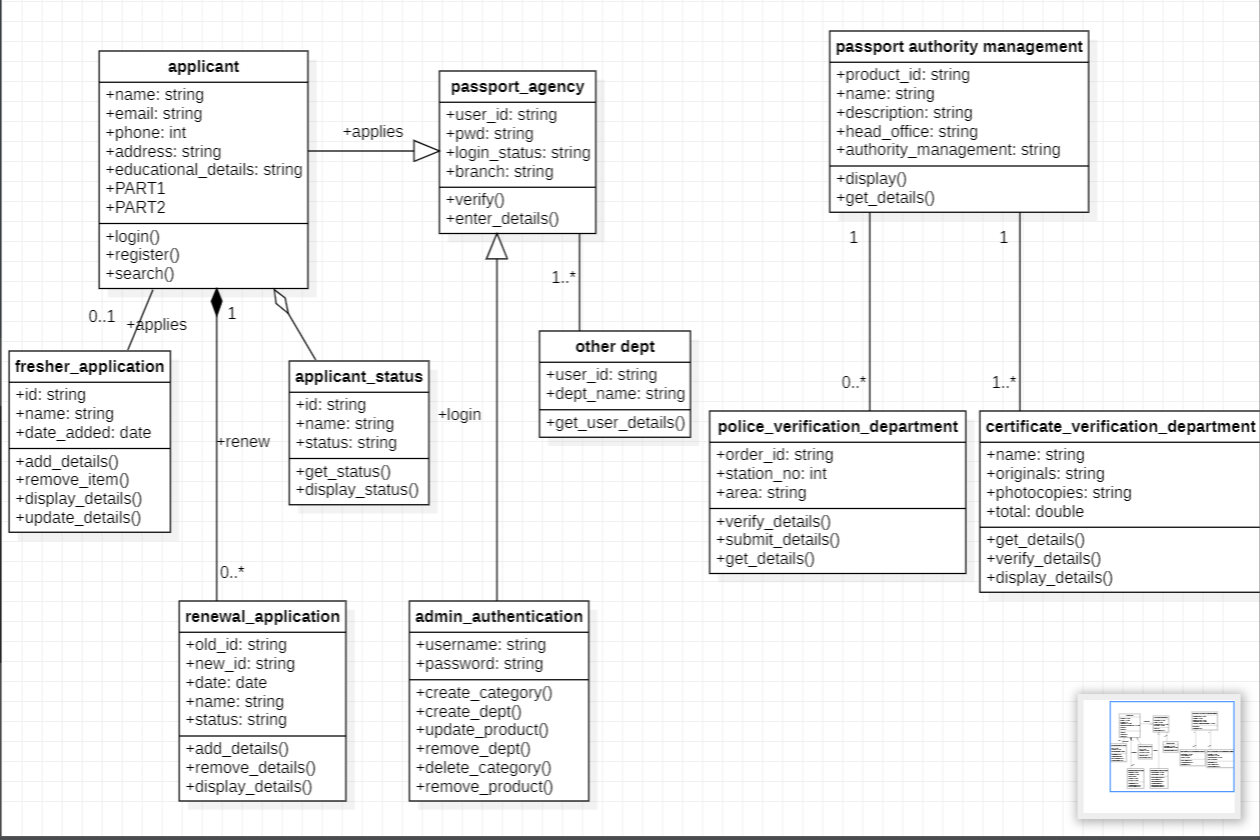 applicant
+name: string
+email: string
+phone: int
+address: string
+educational_details: string
+PART1
+PART2
+login()
+register()
+search()
+applies
passport_agency
+user_id: string
+pwd: string
+login_status: string
+branch: string
+verify()
+enter_details()
passport authority management
+product_id: string
+name: string
+description: string
+head_office: string
+authority_management: string
+display()
+get_details()
0..1
+applies
1
1..*
1
1
fresher_application
+id: string
+name: string
+date_added: date
+add_details()
+remove_item()
+display_details()
+update_details()
+renew
0..*
applicant_status
+id: string
+name: string
+status: string
+get_status()
+display_status()
+login
other dept
+user_id: string
+dept_name: string
+get_user_details()
0..*
1..*
police_verification_department
+order_id: string
+station_no: int
+area: string
+verify_details()
+submit_details()
+get_details()
certificate_verification_department
+name: string
+originals: string
+photocopies: string
+total: double
+get_details()
+verify_details()
+display_details()
renewal_application
+old_id: string
+new_id: string
+date: date
+name: string
+status: string
+add_details()
+remove_details()
+display_details()
admin_authentication
+username: string
+password: string
+create_category()
+create_dept()
+update_product()
+remove_dept()
+delete_category()
+remove_product()